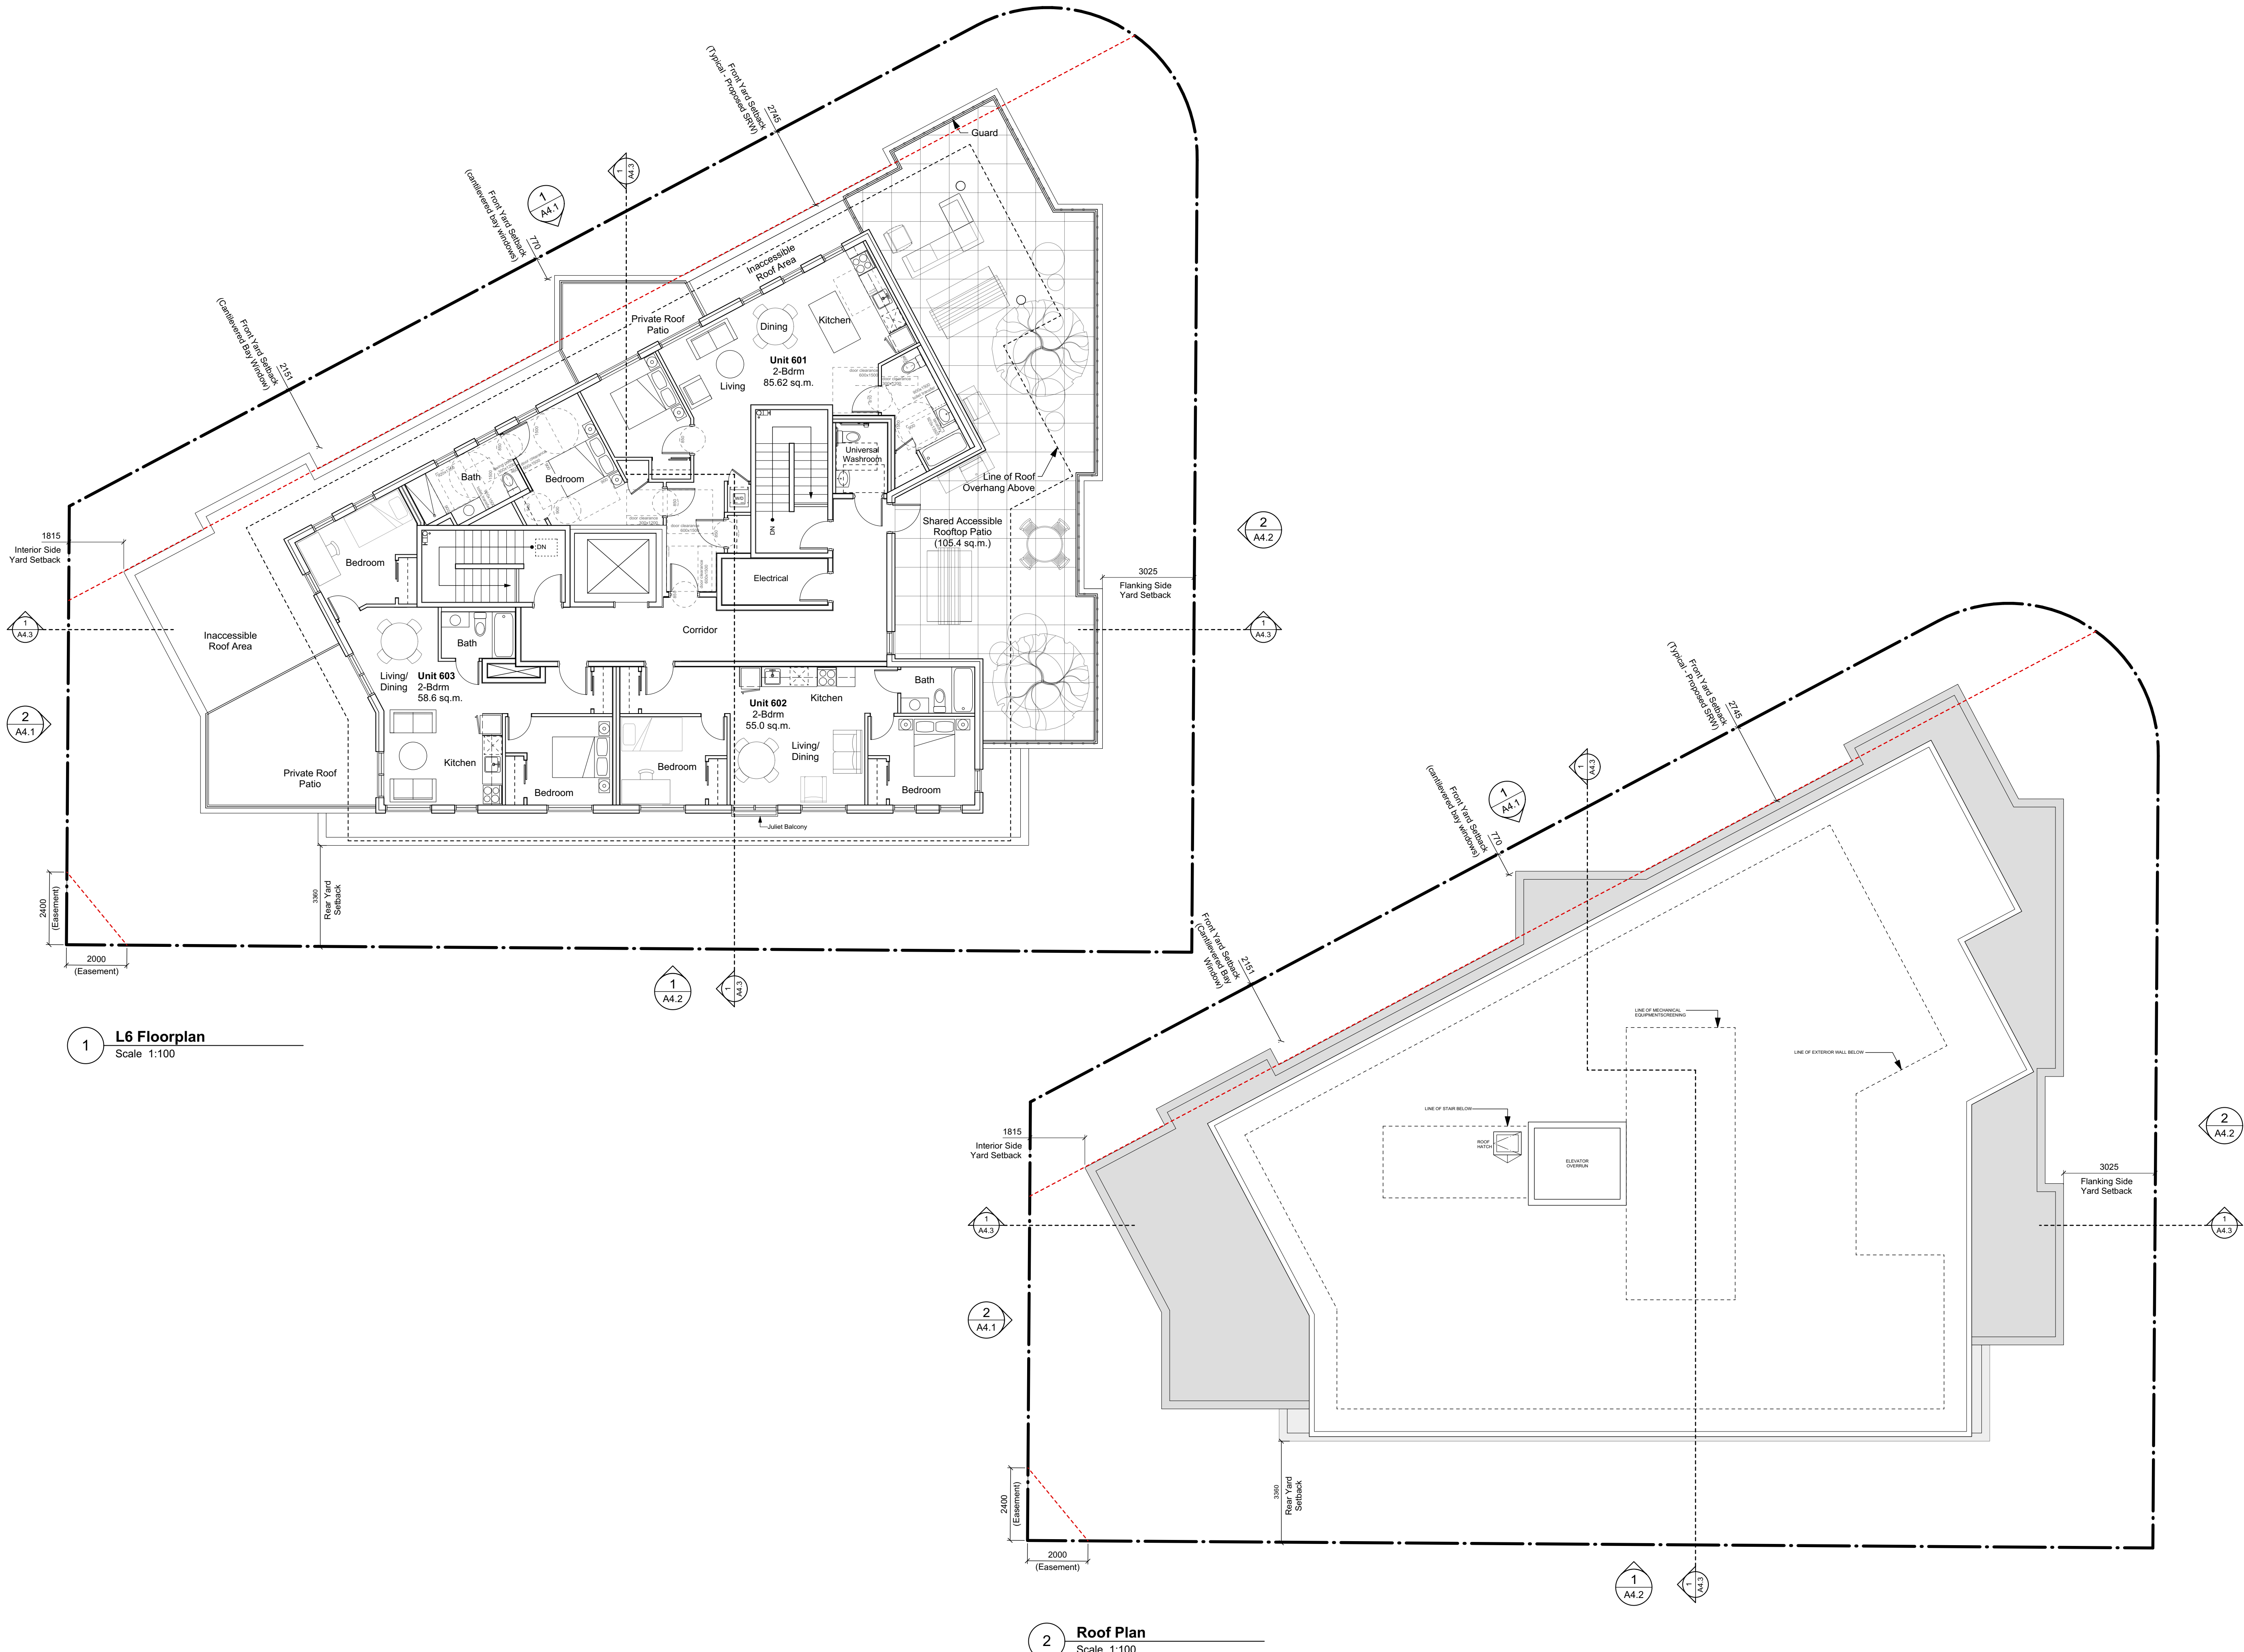 Front Yard Setback
(Typical - Proposed SRW)
2745
Front Yard Setback
(cantilevered bay windows)
770
Front Yard Setback
(Cantilevered Bay Window)
2151
1
A4.3
1
A4.1
Guard
Inaccessible
Roof Area
Private Roof
Patio
Dining
Kitchen
Unit 601
2-Bdrm
85.62 sq.m.
Living
door clearance
600x1500
Universal
Washroom
Line of Roof
Overhang Above
Bath
Bedroom
W/D
DN
DN
Shared Accessible
Rooftop Patio
(105.4 sq.m.)
Bedroom
Electrical
1815
Interior Side
Yard Setback
2
A4.2
3025
Flanking Side
Yard Setback
1
A4.3
1
A4.3
Inaccessible
Roof Area
Bath
Corridor
Living/
Dining
Unit 603
2-Bdrm
58.6 sq.m.
Unit 602
2-Bdrm
55.0 sq.m.
Kitchen
Bath
2
A4.1
Living/
Dining
Kitchen
Private Roof
Patio
Bedroom
Bedroom
Bedroom
Juliet Balcony
2400
(Easement)
3360
Rear Yard
Setback
2000
(Easement)
1
A4.2
1
A4.3
1
L6 Floorplan
Scale 1:100
Front Yard Setback
(Typical - Proposed SRW)
2745
Front Yard Setback
(cantilevered bay windows)
770
Front Yard Setback
(Cantilevered Bay
Window)
2151
1
A4.3
1
A4.1
LINE OF MECHANICAL
EQUIPMENTSCREENING
LINE OF EXTERIOR WALL BELOW
LINE OF STAIR BELOW
ROOF
HATCH
ELEVATOR
OVERRUN
1815
Interior Side
Yard Setback
2
A4.2
3025
Flanking Side
Yard Setback
1
A4.3
1
A4.3
2
A4.1
2400
(Easement)
3360
Rear Yard
Setback
2000
(Easement)
1
A4.2
1
A4.3
2
Roof Plan
Scale 1:100